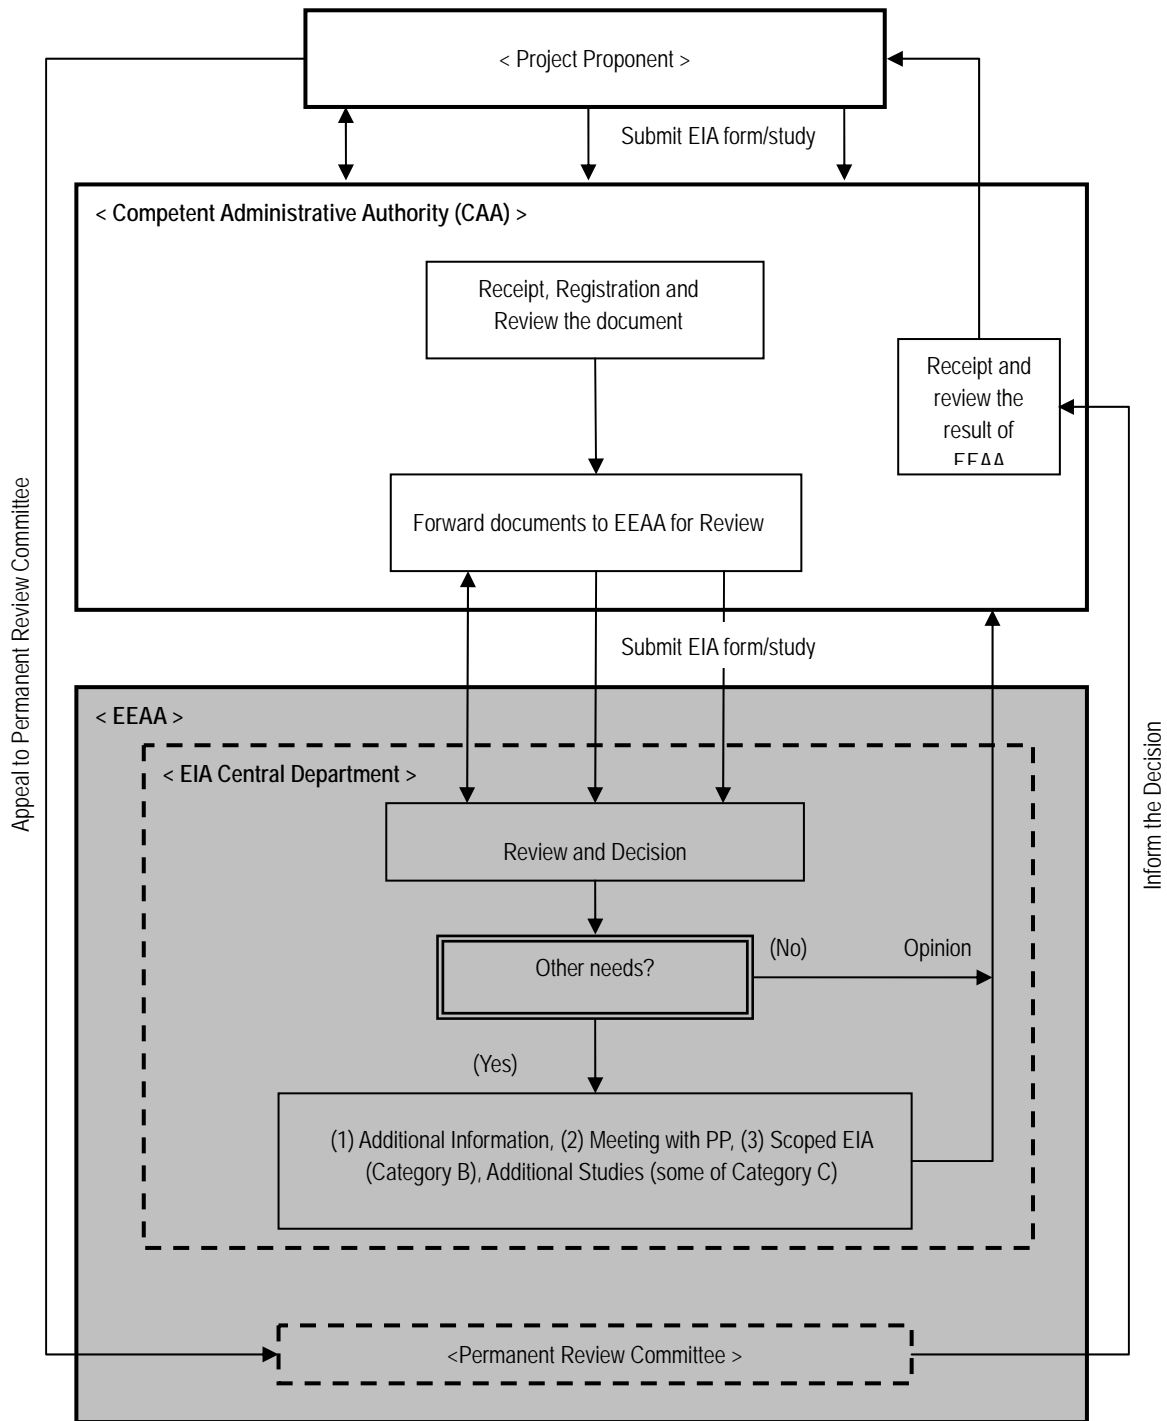 < Project Proponent >
Submit EIA form/study
< Competent Administrative Authority (CAA) >
Receipt, Registration and
Review the document
Receipt and
review the
result of
EEAA
Forward documents to EEAA for Review
Submit EIA form/study
Appeal to Permanent Review Committee
Inform the Decision
< EEAA >
< EIA Central Department >
Review and Decision
Other needs?
(No)
Opinion
(Yes)
(1) Additional Information, (2) Meeting with PP, (3) Scoped EIA
(Category B), Additional Studies (some of Category C)
<Permanent Review Committee >